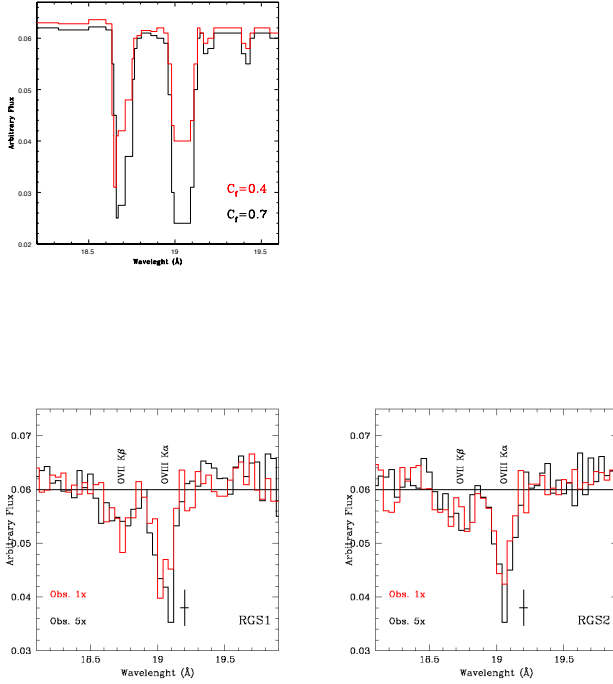 0.06
0.05
0.04
0.03
0.02
Arbitrary Flux
C_f=0.4
C_f=0.7
18.5 19 19.5
Waveleght (Å)
0.07
0.06
0.05
0.04
0.03
Arbitrary Flux
OVII Kβ
OVIII Kα
Obs. 1x
Obs. 5x
RGS1
18.5 19 19.5
Wavelenght (Å)
0.07
0.06
0.05
0.04
0.03
Arbitrary Flux
OVII Kβ
OVIII Kα
Obs. 1x
Obs. 5x
RGS2
18.5 19 19.5
Wavelenght (Å)